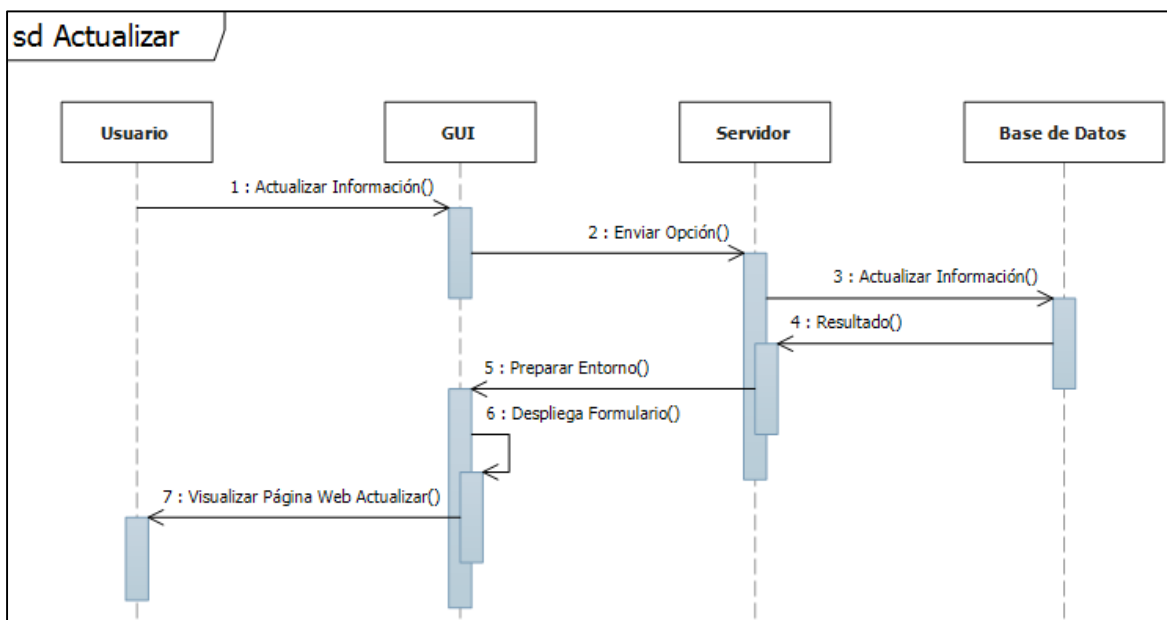 sd Actualizar
Usuario
GUI
Servidor
Base de Datos
1 : Actualizar Información()
2 : Enviar Opción()
3 : Actualizar Información()
4 : Resultado()
5 : Preparar Entorno()
6 : Despliega Formulario()
7 : Visualizar Página Web Actualizar()